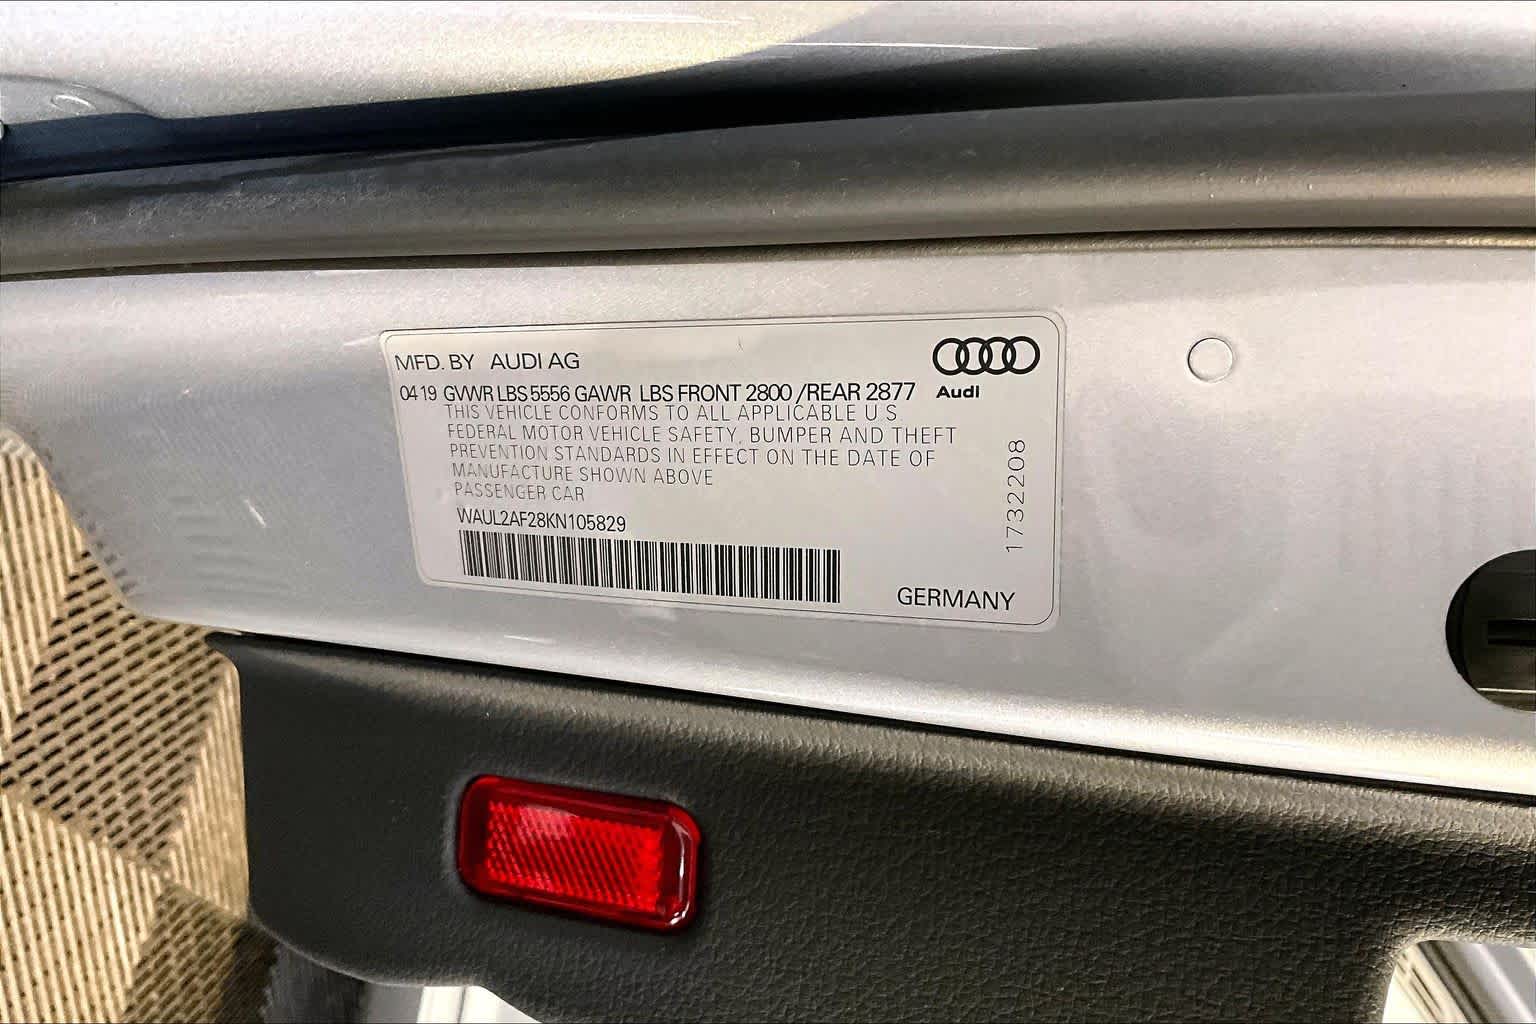 MFD. BY AUDI AG
04 19 GVWR LBS 5556 GAWR LBS FRONT 2800 /REAR 2877
Audi
THIS VEHICLE CONFORMS TO ALL APPLICABLE U S.
FEDERAL MOTOR VEHICLE SAFETY, BUMPER AND THEFT
PREVENTION STANDARDS IN EFFECT ON THE DATE OF
MANUFACTURE SHOWN ABOVE
PASSENGER CAR
WAUL2AF28KN105829
1732208
GERMANY